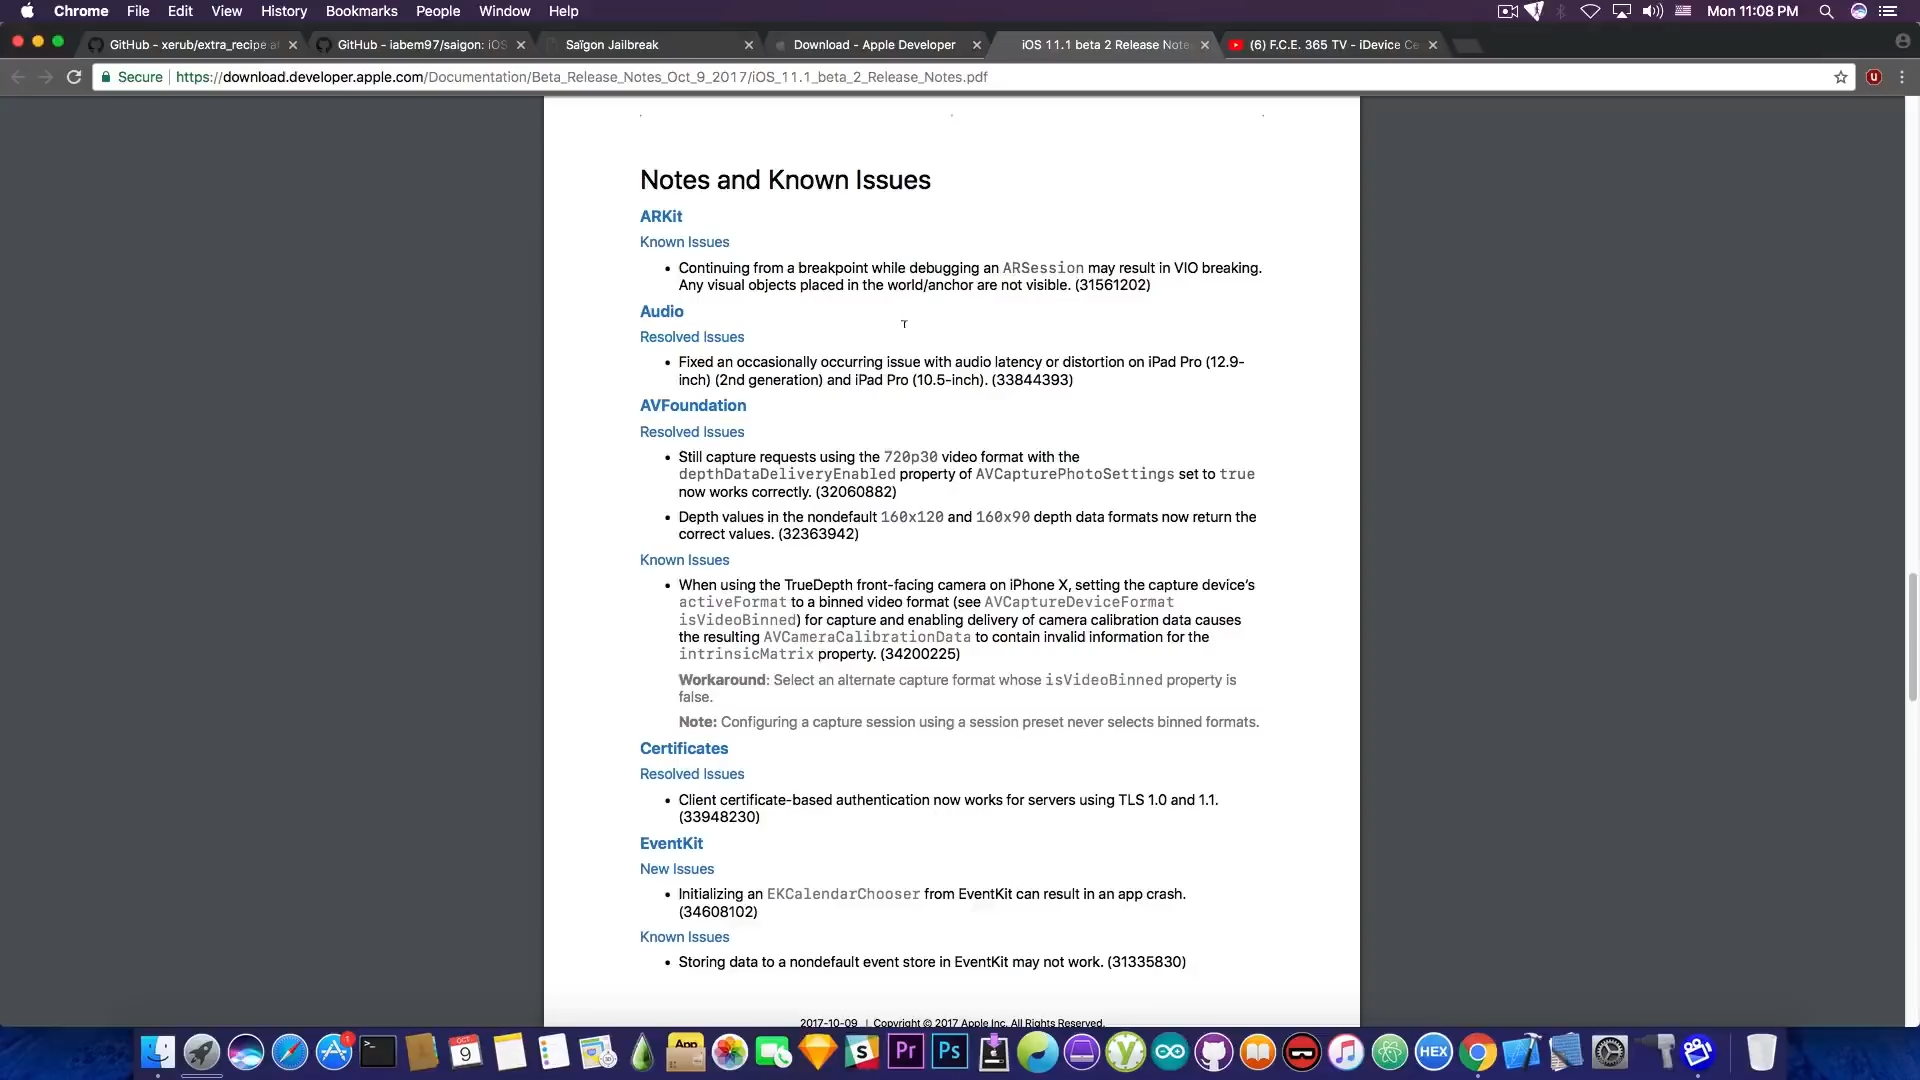 Chrome File Edit View History Bookmarks People Window Help Mon 11:08 PM
GitHub - xerub/extra_recipe a
GitHub - iabem97/saigon: iOS
Saïgon Jailbreak
Download - Apple Developer
iOS 11.1 beta 2 Release Note
(6) F.C.E. 365 TV - iDevice Ce
Secure https://download.developer.apple.com/Documentation/Beta_Release_Notes_Oct_9_2017/iOS_11.1_beta_2_Release_Notes.pdf
Notes and Known Issues
ARKit
Known Issues
• Continuing from a breakpoint while debugging an ARSession may result in VIO breaking.
Any visual objects placed in the world/anchor are not visible. (31561202)
Audio
Resolved Issues
• Fixed an occasionally occurring issue with audio latency or distortion on iPad Pro (12.9-
inch) (2nd generation) and iPad Pro (10.5-inch). (33844393)
AVFoundation
Resolved Issues
• Still capture requests using the 720p30 video format with the
depthDataDeliveryEnabled property of AVCapturePhotoSettings set to true
now works correctly. (32060882)
• Depth values in the nondefault 160x120 and 160x90 depth data formats now return the
correct values. (32363942)
Known Issues
• When using the TrueDepth front-facing camera on iPhone X, setting the capture device's
activeFormat to a binned video format (see AVCaptureDeviceFormat
isVideoBinned) for capture and enabling delivery of camera calibration data causes
the resulting AVCameraCalibrationData to contain invalid information for the
intrinsicMatrix property. (34200225)
Workaround: Select an alternate capture format whose isVideoBinned property is
false.
Note: Configuring a capture session using a session preset never selects binned formats.
Certificates
Resolved Issues
• Client certificate-based authentication now works for servers using TLS 1.0 and 1.1.
(33948230)
EventKit
New Issues
• Initializing an EKCalendarChooser from EventKit can result in an app crash.
(34608102)
Known Issues
• Storing data to a nondefault event store in EventKit may not work. (31335830)
2017-10-09 | Copyright © 2017 Apple Inc. All Rights Reserved.
OCT
9
App
Pr
Ps
HEX